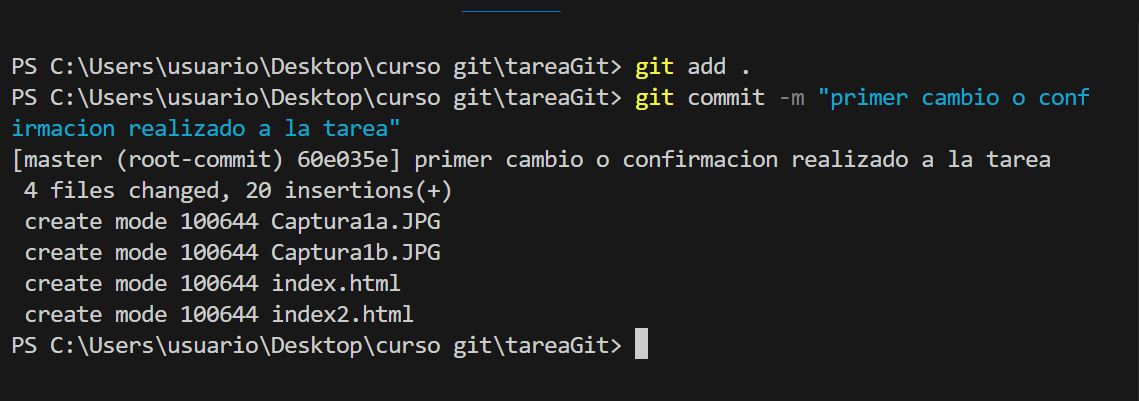 PS C:\Users\usuario\Desktop\curso git\tareaGit> git add .
PS C:\Users\usuario\Desktop\curso git\tareaGit> git commit -m "primer cambio o conf
irmacion realizado a la tarea"
[master (root-commit) 60e035e] primer cambio o confirmacion realizado a la tarea
 4 files changed, 20 insertions(+)
 create mode 100644 Captura1a.JPG
 create mode 100644 Captura1b.JPG
 create mode 100644 index.html
 create mode 100644 index2.html
PS C:\Users\usuario\Desktop\curso git\tareaGit>